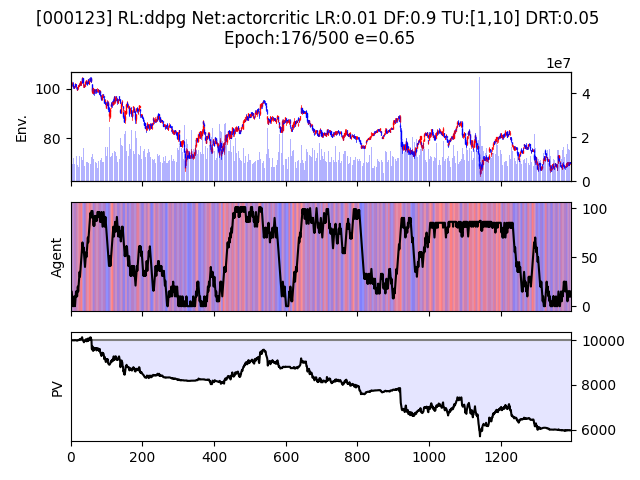 [000123] RL:ddpg Net:actorcritic LR:0.01 DF:0.9 TU:[1,10] DRT:0.05
Epoch:176/500 e=0.65
1e7
Env.
100
80
4
2
0
Agent
100
50
0
PV
10000
8000
6000
0 200 400 600 800 1000 1200